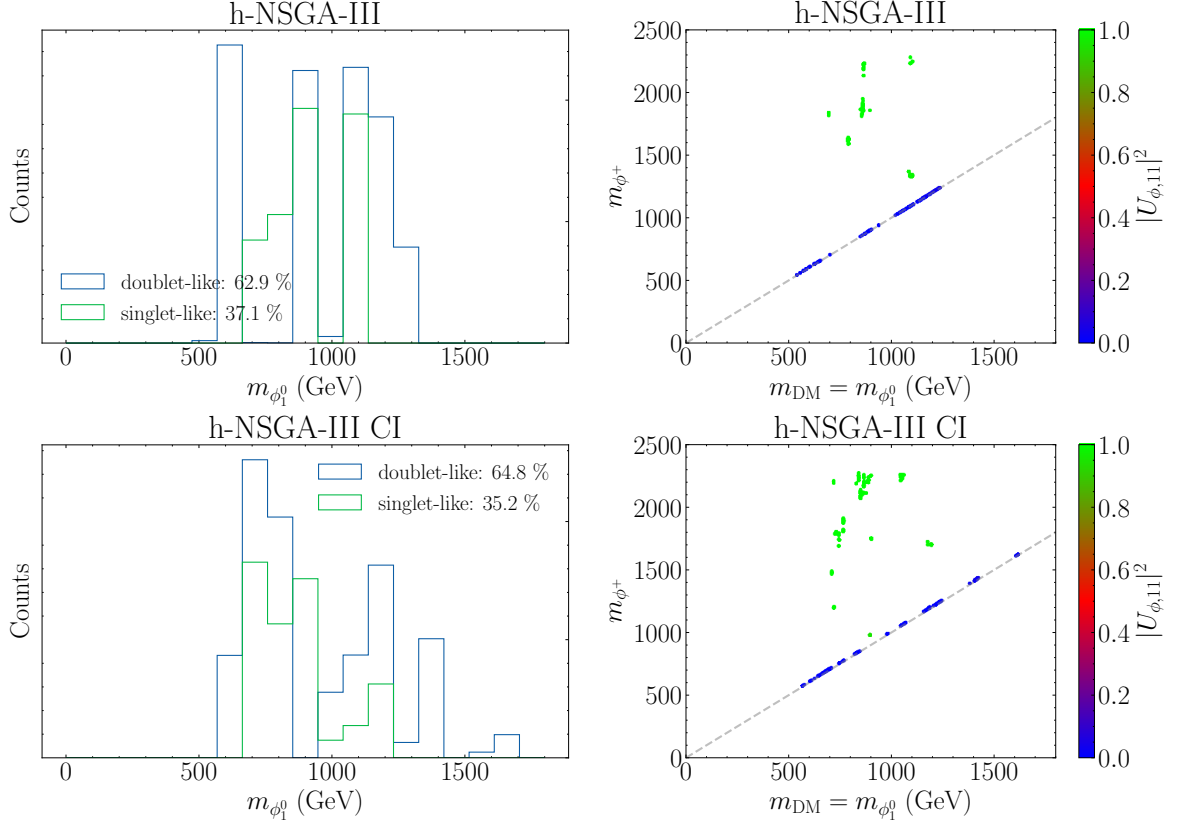 h-NSGA-III
Counts
doublet-like: 62.9 %
singlet-like: 37.1 %
0 500 1000 1500
m_{ϕ_1^0} (GeV)
h-NSGA-III
2500
2000
1500
1000
500
0
m_{ϕ^+}
0 500 1000 1500
m_{DM} = m_{ϕ_1^0}
1.0
0.8
0.6
0.4
0.2
0.0
|U_{ϕ,11}|^2
h-NSGA-III CI
Counts
doublet-like: 64.8 %
singlet-like: 35.2 %
0 500 1000 1500
m_{ϕ_1^0} (GeV)
h-NSGA-III CI
2500
2000
1500
1000
500
0
m_{ϕ^+}
0 500 1000 1500
m_{DM} = m_{ϕ_1^0} (GeV)
1.0
0.8
0.6
0.4
0.2
0.0
|U_{ϕ,11}|^2